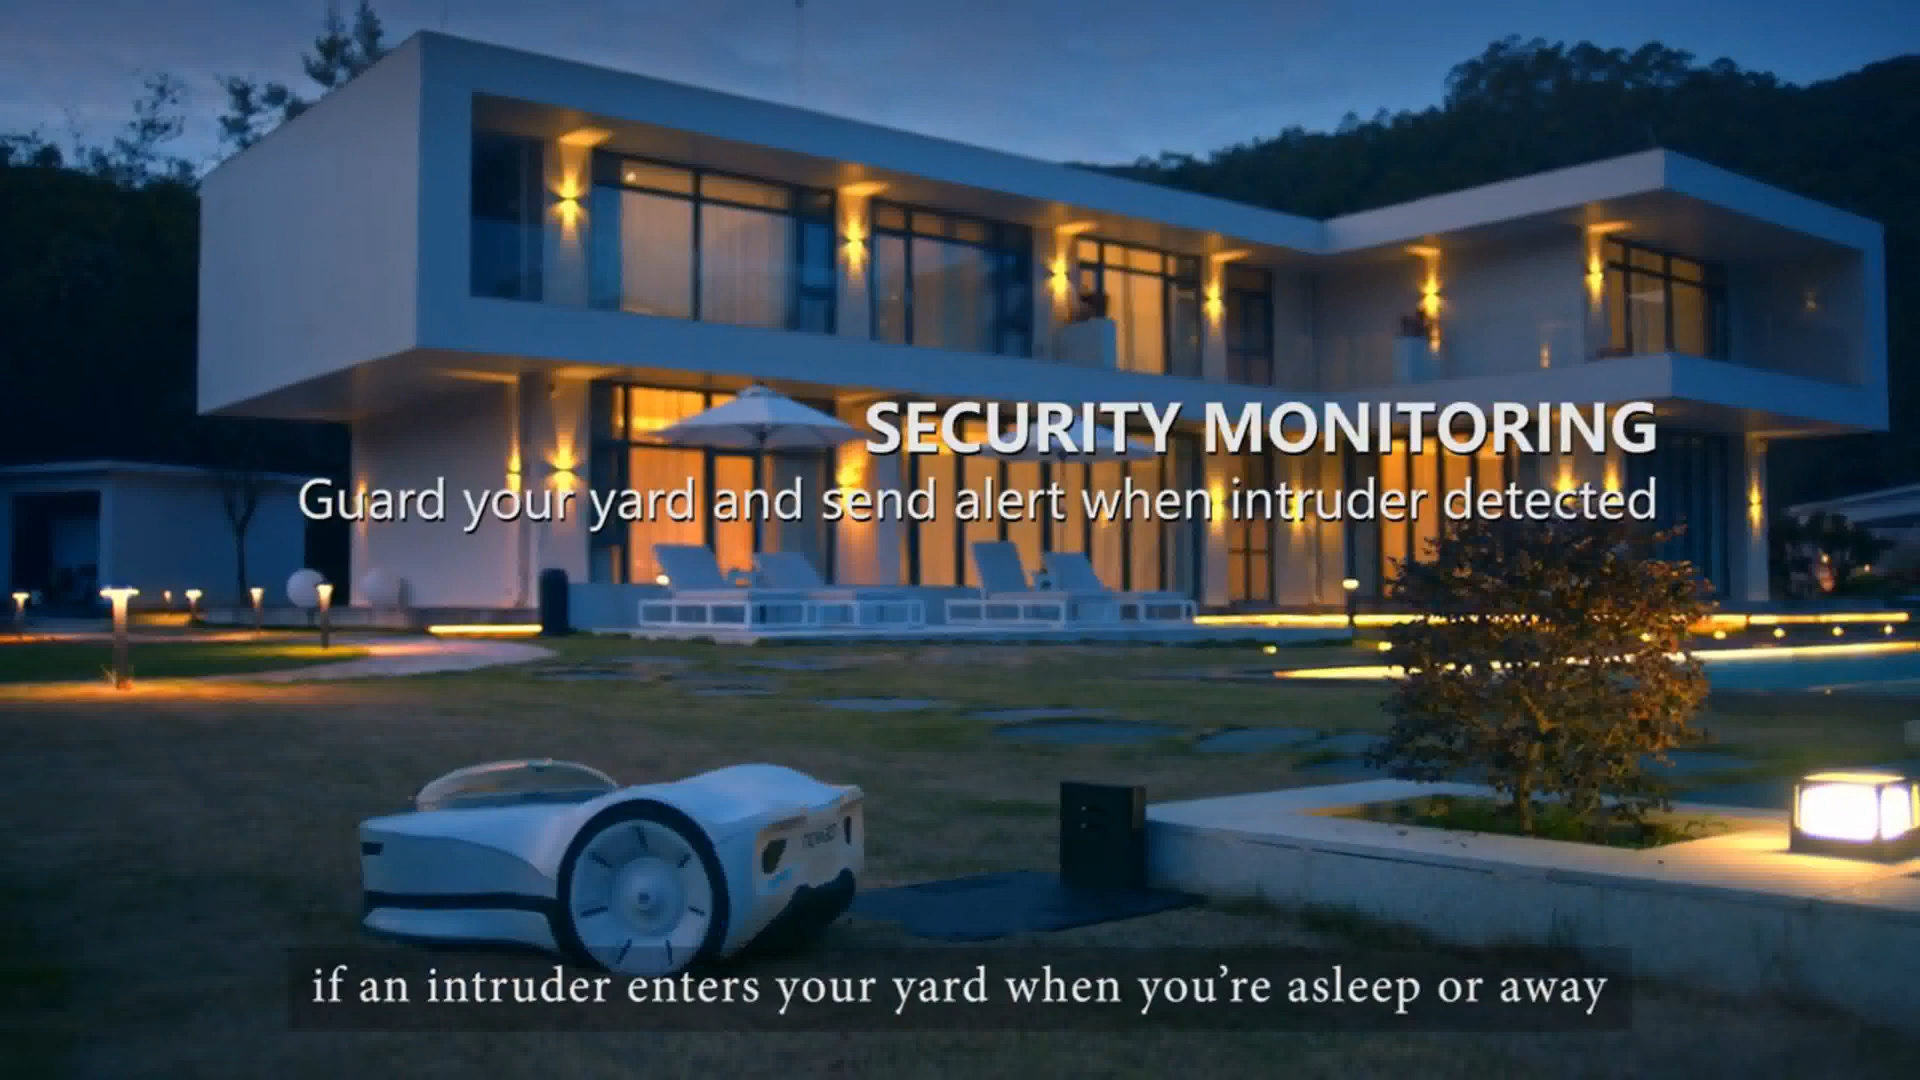 SECURITY MONITORING
Guard your yard and send alert when intruder detected
if an intruder enters your yard when you're asleep or away